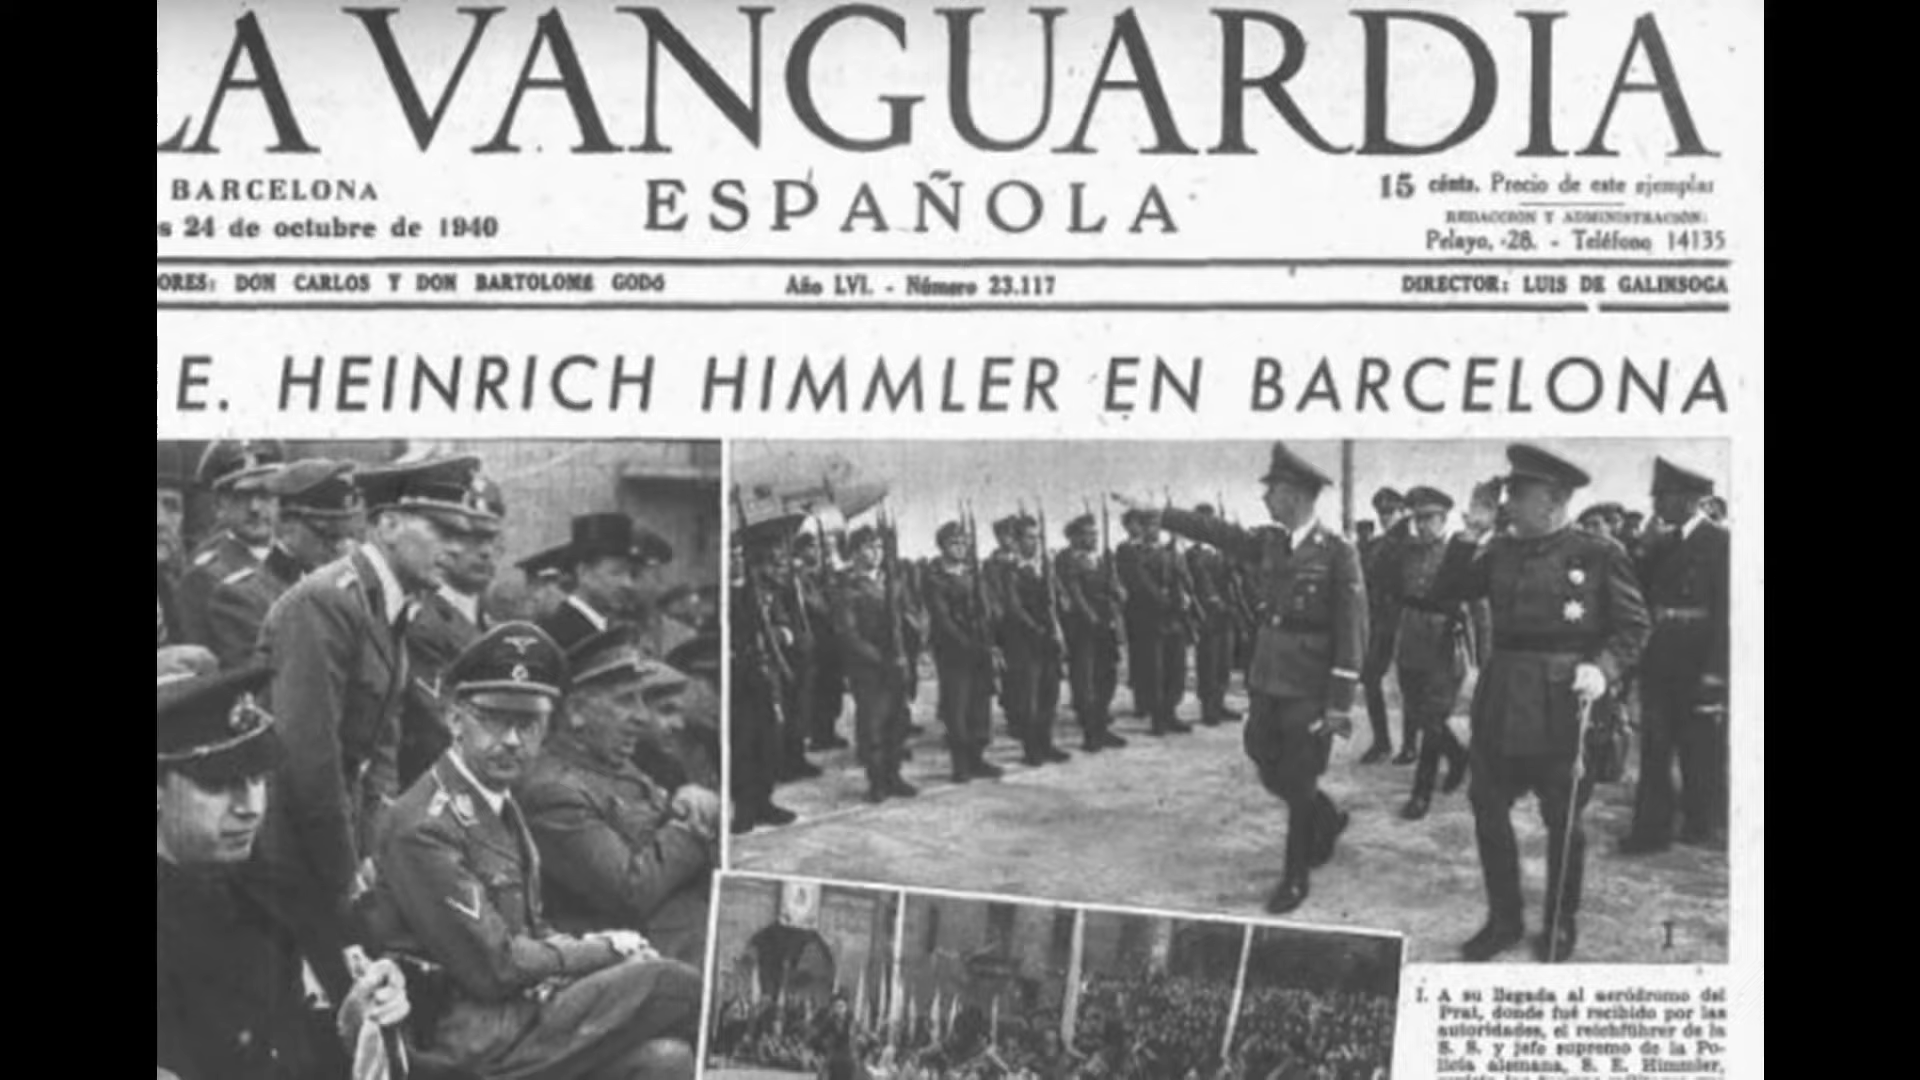 LA VANGUARDIA
ESPAÑOLA
BARCELONA
s 24 de octubre de 1940
15 cénts. Precio de este ejemplar
REDACCION Y ADMINISTRACIÓN:
Pelayo, 28. - Teléfono 14135
ORES: DON CARLOS Y DON BARTOLOMÉ GODÓ
Año LVI. - Número 23.117
DIRECTOR: LUIS DE GALINSOGA
E. HEINRICH HIMMLER EN BARCELONA
I
I. A su llegada al aeródromo del
Prat, donde fué recibido por las
autoridades, el reichführer de la
S. S. y jefe supremo de la Po-
licía alemana, S. E. Himmler,